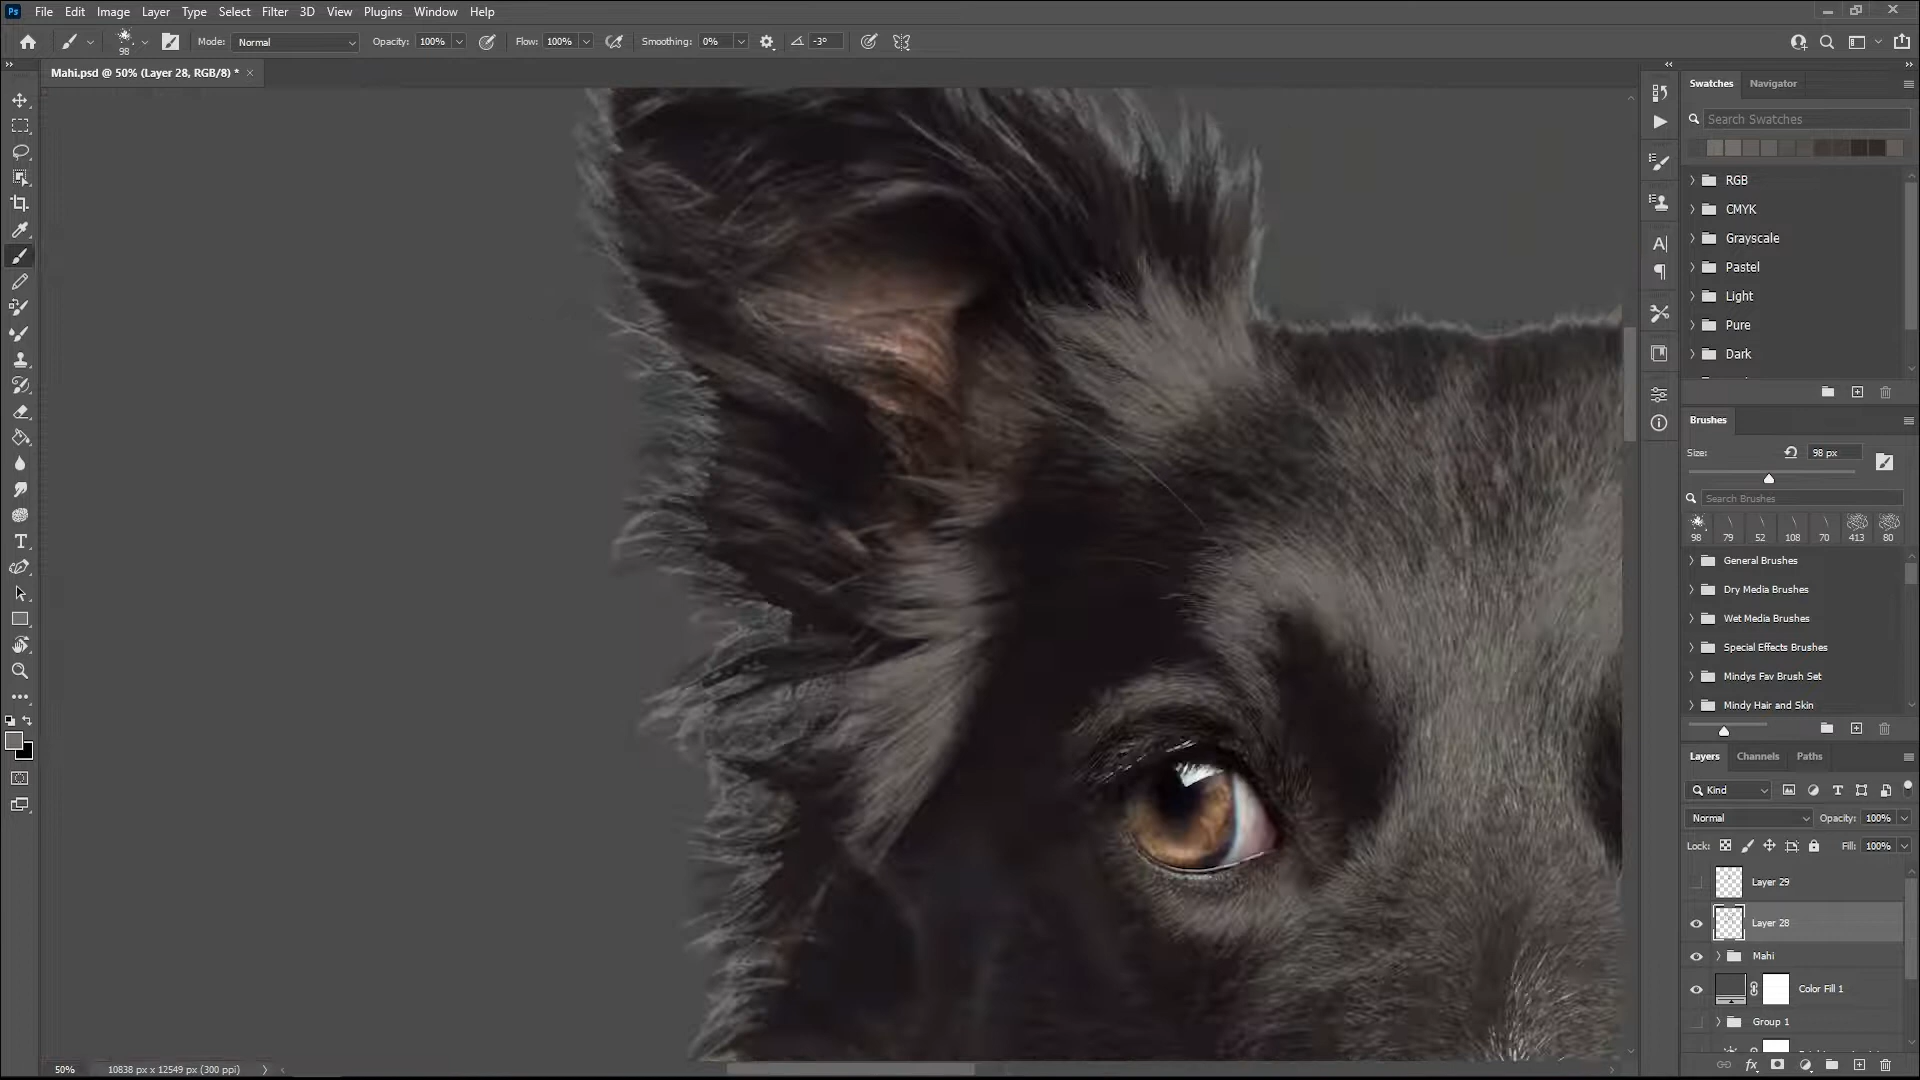 Ps File Edit Image Layer Type Select Filter 3D View Plugins Window Help
98 Mode: Normal Opacity: 100% Flow: 100% Smoothing: 0% -3°
Mahi.psd @ 50% (Layer 28, RGB/8) *
Swatches Navigator
Search Swatches
RGB
CMYK
Grayscale
Pastel
Light
Pure
Dark
Brushes
Size: 98 px
Search Brushes
98 79 52 108 70 413 80
General Brushes
Dry Media Brushes
Wet Media Brushes
Special Effects Brushes
Mindys Fav Brush Set
Mindy Hair and Skin
Layers Channels Paths
Kind
Normal Opacity: 100%
Lock: Fill: 100%
Layer 29
Layer 28
Mahi
Color Fill 1
Group 1
50% 10838 px x 12549 px (300 ppi)